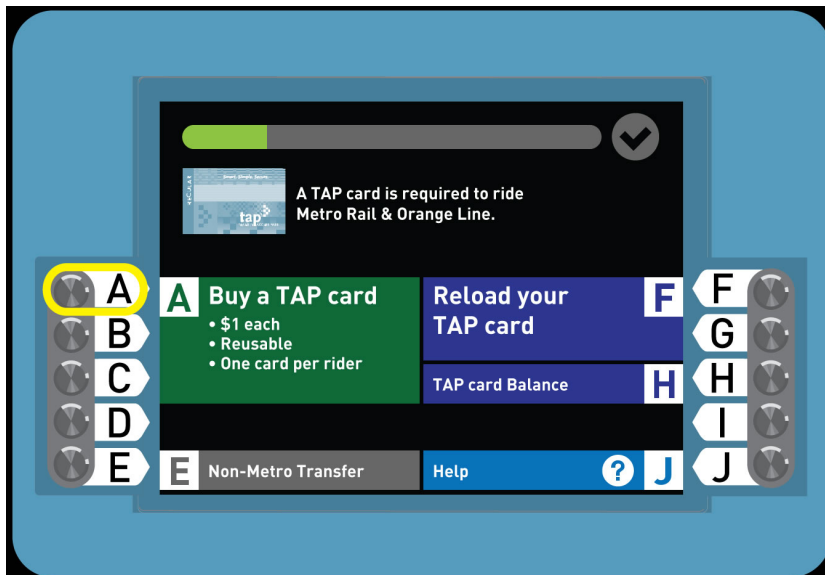 A TAP card is required to ride
Metro Rail & Orange Line.
tap
A
B
C
D
E
A
Buy a TAP card
• $1 each
• Reusable
• One card per rider
E
Non-Metro Transfer
Reload your
TAP card
F
TAP card Balance
H
Help
?
J
F
G
H
I
J